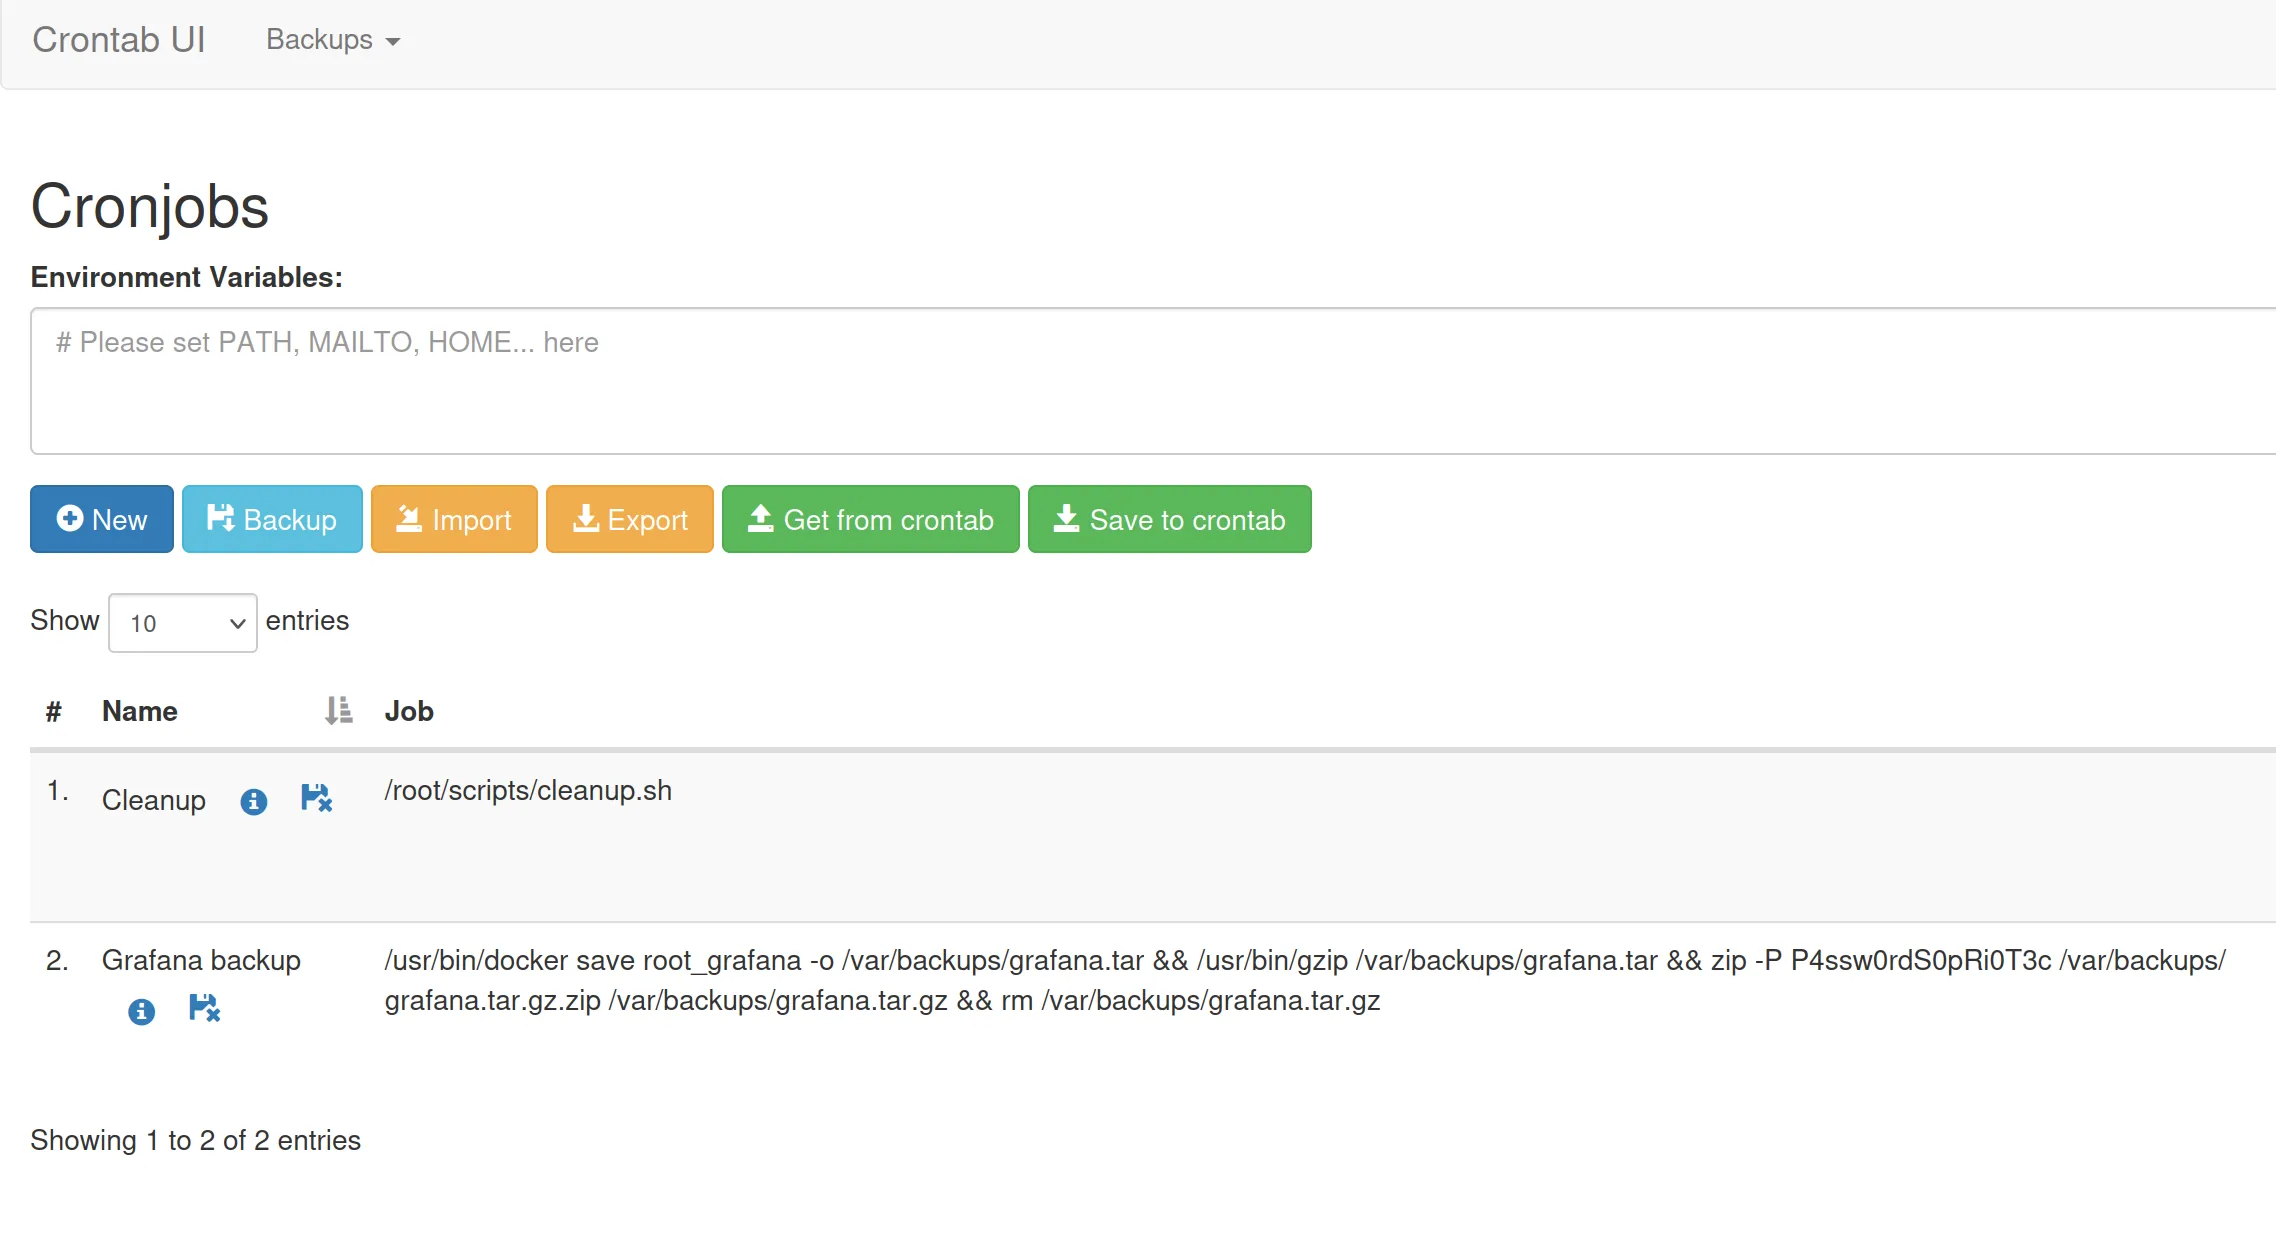 Crontab UI Backups
Cronjobs
Environment Variables:
# Please set PATH, MAILTO, HOME... here
New Backup Import Export Get from crontab Save to crontab
Show 10 entries
# Name Job
1. Cleanup /root/scripts/cleanup.sh
2. Grafana backup /usr/bin/docker save root_grafana -o /var/backups/grafana.tar && /usr/bin/gzip /var/backups/grafana.tar && zip -P P4ssw0rdS0pRi0T3c /var/backups/
grafana.tar.gz.zip /var/backups/grafana.tar.gz && rm /var/backups/grafana.tar.gz
Showing 1 to 2 of 2 entries